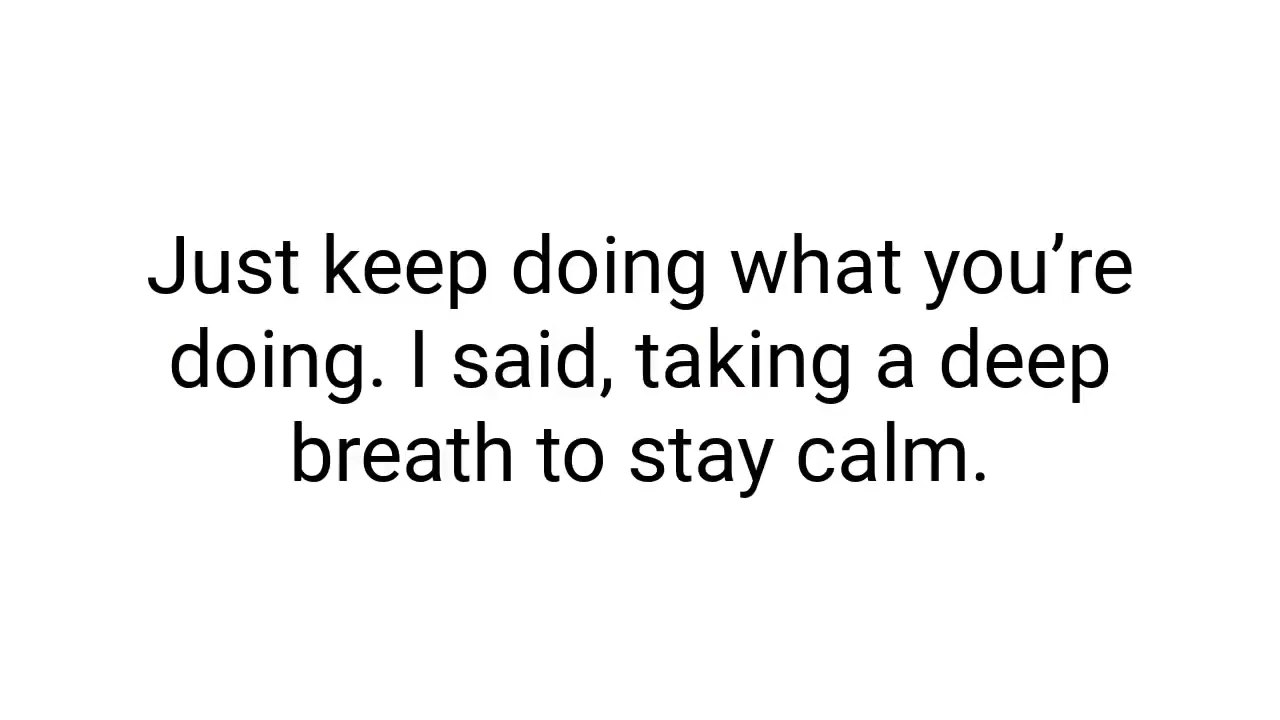 Just keep doing what you’re
doing. I said, taking a deep
breath to stay calm.